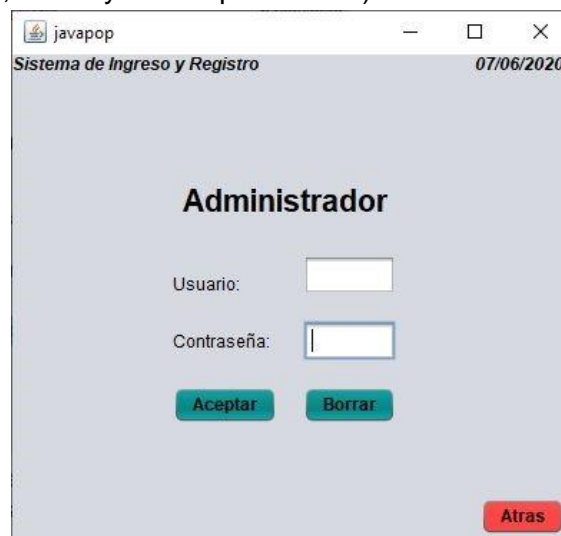 javapop
Sistema de Ingreso y Registro 07/06/2020
Administrador
Usuario:
Contraseña:
Aceptar Borrar
Atras